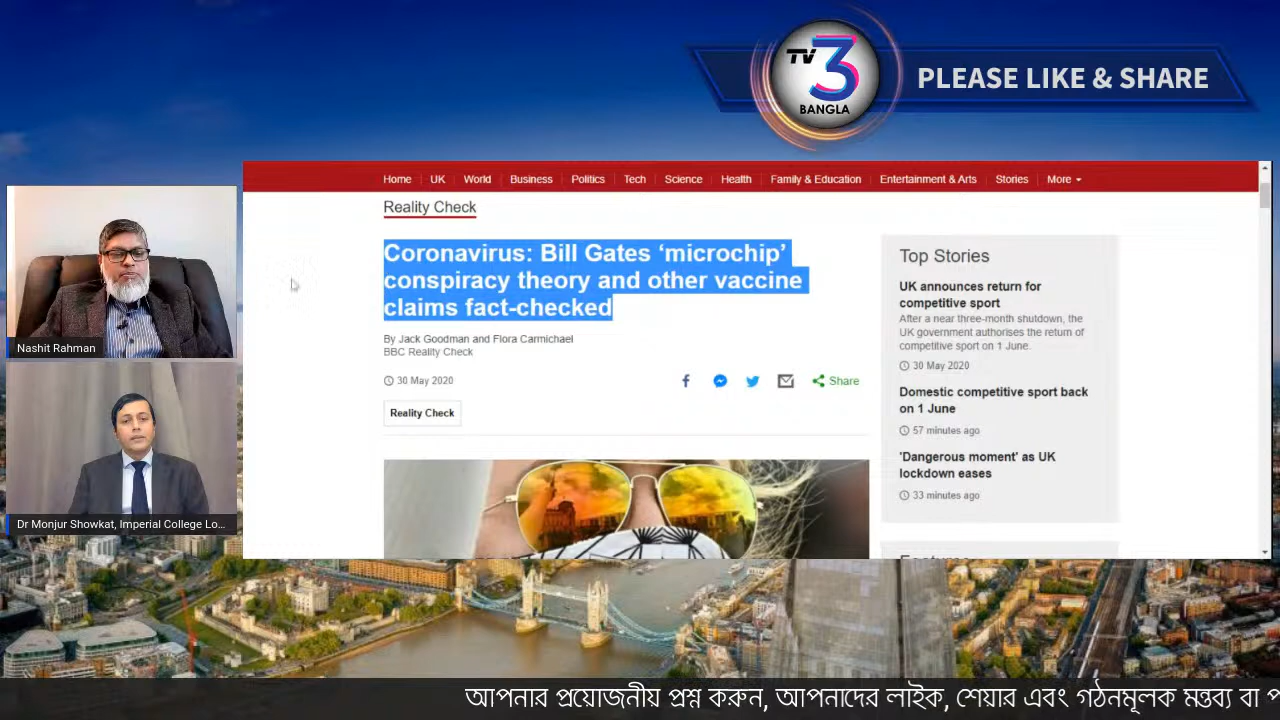 TV3
BANGLA
PLEASE LIKE & SHARE
Home UK World Business Politics Tech Science Health Family & Education Entertainment & Arts Stories More
Reality Check
Coronavirus: Bill Gates ‘microchip’
conspiracy theory and other vaccine
claims fact-checked
By Jack Goodman and Flora Carmichael
BBC Reality Check
30 May 2020
Share
Reality Check
Top Stories
UK announces return for
competitive sport
After a near three-month shutdown, the
UK government authorises the return of
competitive sport on 1 June.
30 May 2020
Domestic competitive sport back
on 1 June
57 minutes ago
'Dangerous moment' as UK
lockdown eases
33 minutes ago
Nashit Rahman
Dr Monjur Showkat, Imperial College Lo...
আপনার প্রয়োজনীয় প্রশ্ন করুন, আপনাদের লাইক, শেয়ার এবং গঠনমূলক মন্তব্য বা